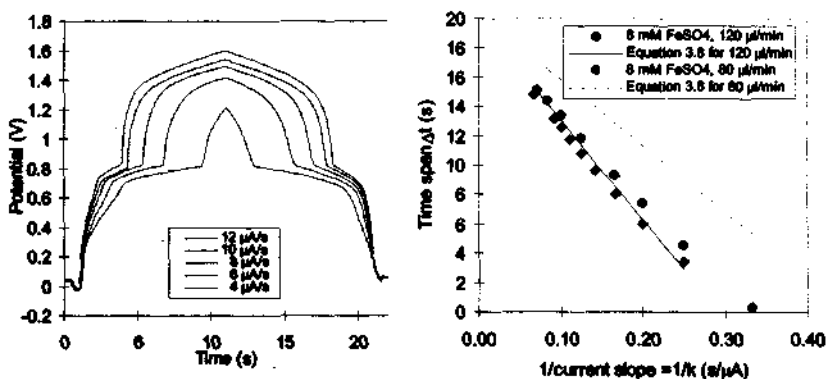 1.8
1.6
1.4
1.2
1.0
0.8
0.6
0.4
0.2
0
-0.2
Potential (V)
12 µA/s
10 µA/s
8 µA/s
6 µA/s
4 µA/s
0 5 10 15 20
Time (s)
20
18
16
14
12
10
8
6
4
2
0
Time span Δt (s)
8 mM FeSO4, 120 µl/min
Equation 3.6 for 120 µl/min
8 mM FeSO4, 80 µl/min
Equation 3.6 for 80 µl/min
0.00 0.10 0.20 0.30 0.40
1/current slope =1/k (s/µA)